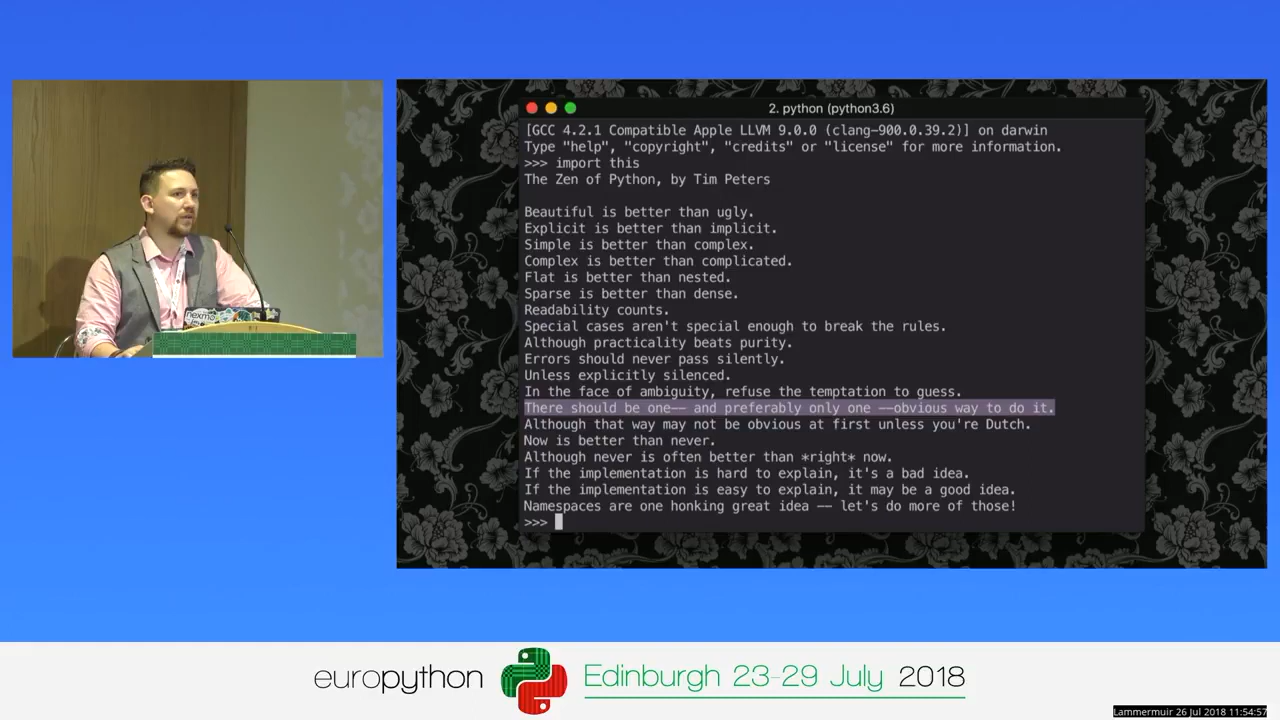 2. python (python3.6)
[GCC 4.2.1 Compatible Apple LLVM 9.0.0 (clang-900.0.39.2)] on darwin
Type "help", "copyright", "credits" or "license" for more information.
>>> import this
The Zen of Python, by Tim Peters
Beautiful is better than ugly.
Explicit is better than implicit.
Simple is better than complex.
Complex is better than complicated.
Flat is better than nested.
Sparse is better than dense.
Readability counts.
Special cases aren't special enough to break the rules.
Although practicality beats purity.
Errors should never pass silently.
Unless explicitly silenced.
In the face of ambiguity, refuse the temptation to guess.
There should be one-- and preferably only one --obvious way to do it.
Although that way may not be obvious at first unless you're Dutch.
Now is better than never.
Although never is often better than *right* now.
If the implementation is hard to explain, it's a bad idea.
If the implementation is easy to explain, it may be a good idea.
Namespaces are one honking great idea -- let's do more of those!
>>>
nexmo
europython Edinburgh 23-29 July 2018
Lammermuir 26 Jul 2018 11:54:57